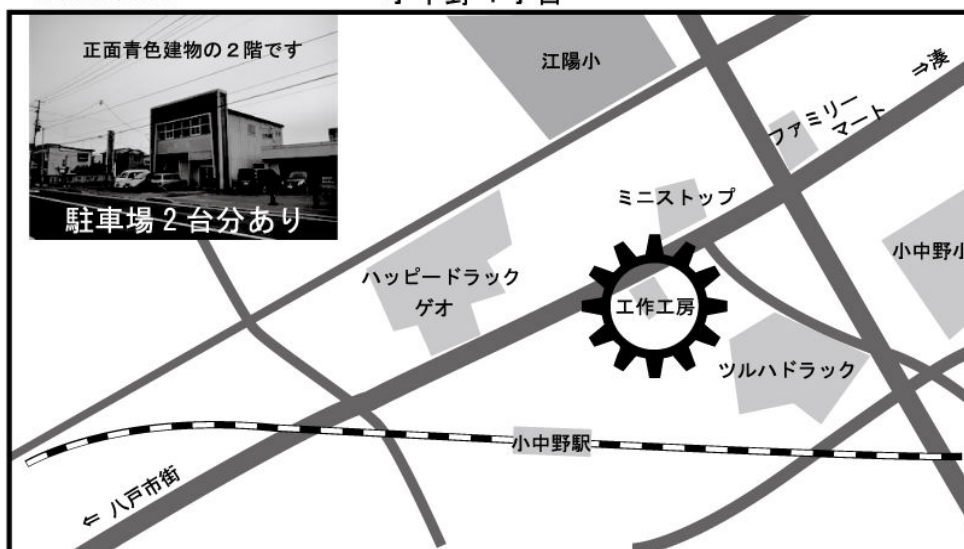 正面青色建物の２階です
駐車場２台分あり
江陽小
⇒湊
ファミリー
マート
ミニストップ
小中野小
ハッピードラック
ゲオ
工作工房
ツルハドラック
小中野駅
⇐ 八戸市街